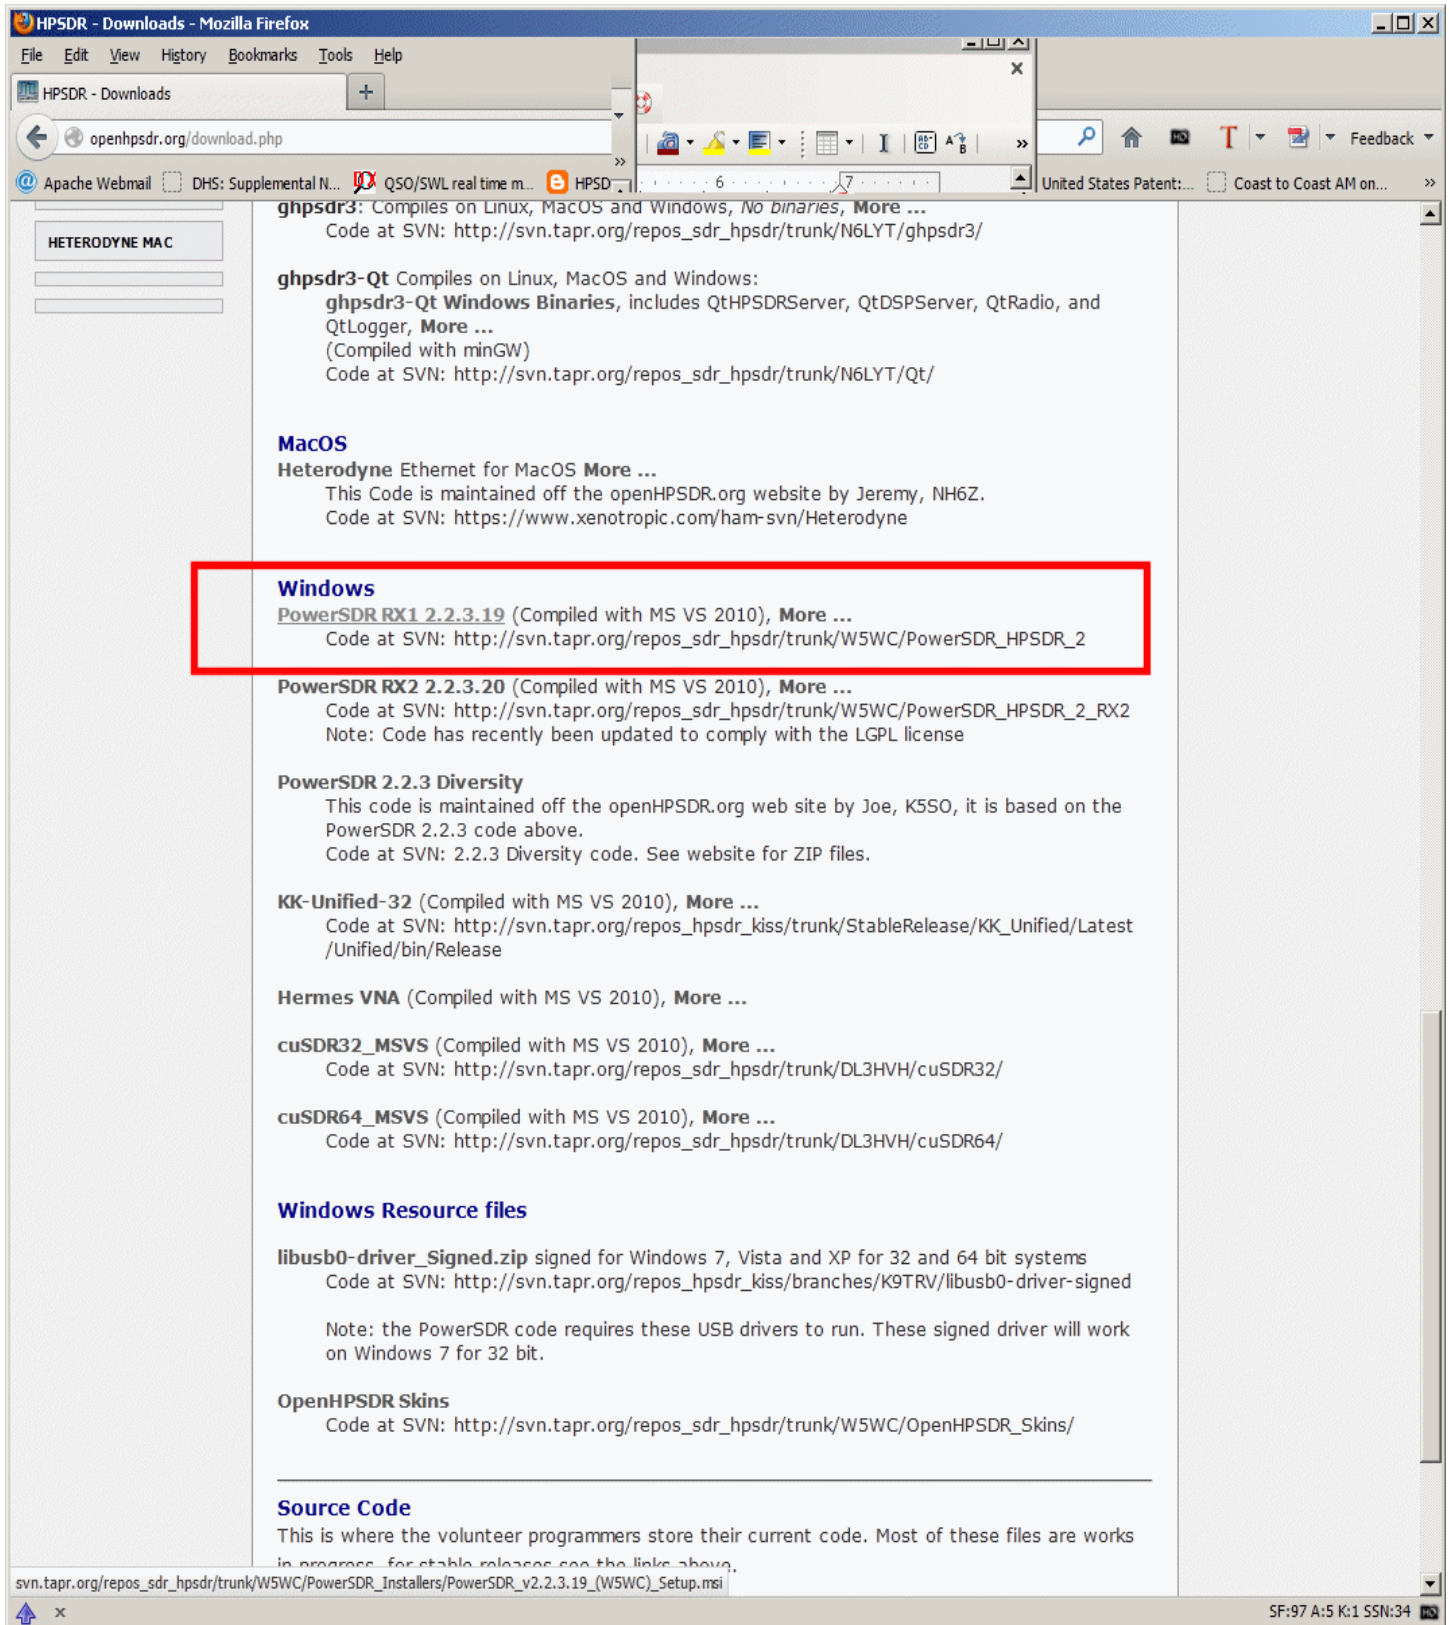 HPSDR - Downloads - Mozilla Firefox
File Edit View History Bookmarks Tools Help
HPSDR - Downloads
openhpsdr.org/download.php
Feedback
Apache Webmail DHS: Supplemental N... QSO/SWL real time m... HPSD
6 7
United States Patent:... Coast to Coast AM on...
HETERODYNE MAC
ghpsdr3: Compiles on Linux, MacOS and Windows, No binaries, More ...
Code at SVN: http://svn.tapr.org/repos_sdr_hpsdr/trunk/N6LYT/ghpsdr3/
ghpsdr3-Qt Compiles on Linux, MacOS and Windows:
ghpsdr3-Qt Windows Binaries, includes QtHPSDRServer, QtDSPServer, QtRadio, and
QtLogger, More ...
(Compiled with minGW)
Code at SVN: http://svn.tapr.org/repos_sdr_hpsdr/trunk/N6LYT/Qt/
MacOS
Heterodyne Ethernet for MacOS More ...
This Code is maintained off the openHPSDR.org website by Jeremy, NH6Z.
Code at SVN: https://www.xenotropic.com/ham-svn/Heterodyne
Windows
PowerSDR RX1 2.2.3.19 (Compiled with MS VS 2010), More ...
Code at SVN: http://svn.tapr.org/repos_sdr_hpsdr/trunk/W5WC/PowerSDR_HPSDR_2
PowerSDR RX2 2.2.3.20 (Compiled with MS VS 2010), More ...
Code at SVN: http://svn.tapr.org/repos_sdr_hpsdr/trunk/W5WC/PowerSDR_HPSDR_2_RX2
Note: Code has recently been updated to comply with the LGPL license
PowerSDR 2.2.3 Diversity
This code is maintained off the openHPSDR.org web site by Joe, K5SO, it is based on the
PowerSDR 2.2.3 code above.
Code at SVN: 2.2.3 Diversity code. See website for ZIP files.
KK-Unified-32 (Compiled with MS VS 2010), More ...
Code at SVN: http://svn.tapr.org/repos_hpsdr_kiss/trunk/StableRelease/KK_Unified/Latest
/Unified/bin/Release
Hermes VNA (Compiled with MS VS 2010), More ...
cuSDR32_MSVS (Compiled with MS VS 2010), More ...
Code at SVN: http://svn.tapr.org/repos_sdr_hpsdr/trunk/DL3HVH/cuSDR32/
cuSDR64_MSVS (Compiled with MS VS 2010), More ...
Code at SVN: http://svn.tapr.org/repos_sdr_hpsdr/trunk/DL3HVH/cuSDR64/
Windows Resource files
libusb0-driver_Signed.zip signed for Windows 7, Vista and XP for 32 and 64 bit systems
Code at SVN: http://svn.tapr.org/repos_hpsdr_kiss/branches/K9TRV/libusb0-driver-signed
Note: the PowerSDR code requires these USB drivers to run. These signed driver will work
on Windows 7 for 32 bit.
OpenHPSDR Skins
Code at SVN: http://svn.tapr.org/repos_sdr_hpsdr/trunk/W5WC/OpenHPSDR_Skins/
Source Code
This is where the volunteer programmers store their current code. Most of these files are works
in progress, for stable releases see the links above..
svn.tapr.org/repos_sdr_hpsdr/trunk/W5WC/PowerSDR_Installers/PowerSDR_v2.2.3.19_(W5WC)_Setup.msi
SF:97 A:5 K:1 SSN:34